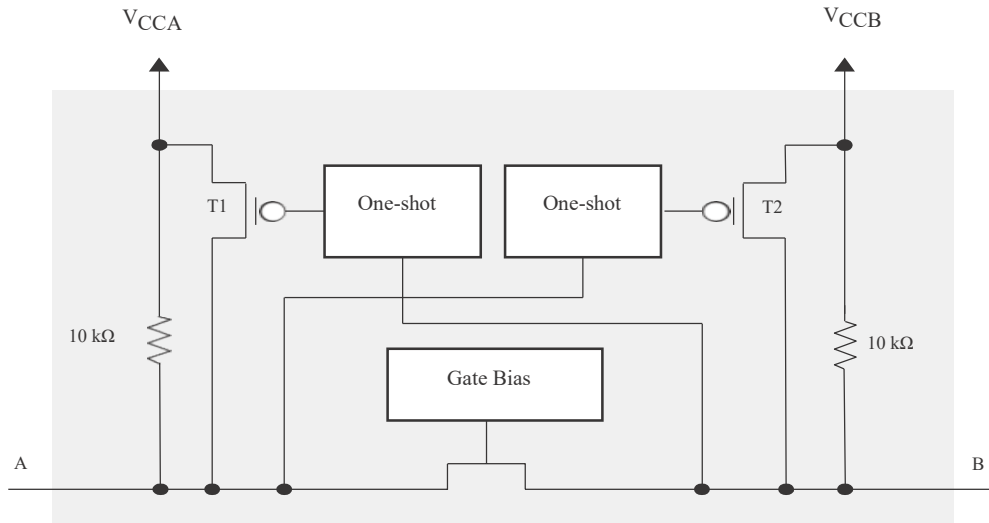 VCCA
VCCB
T1
One-shot
One-shot
T2
10 kΩ
10 kΩ
Gate Bias
A
B